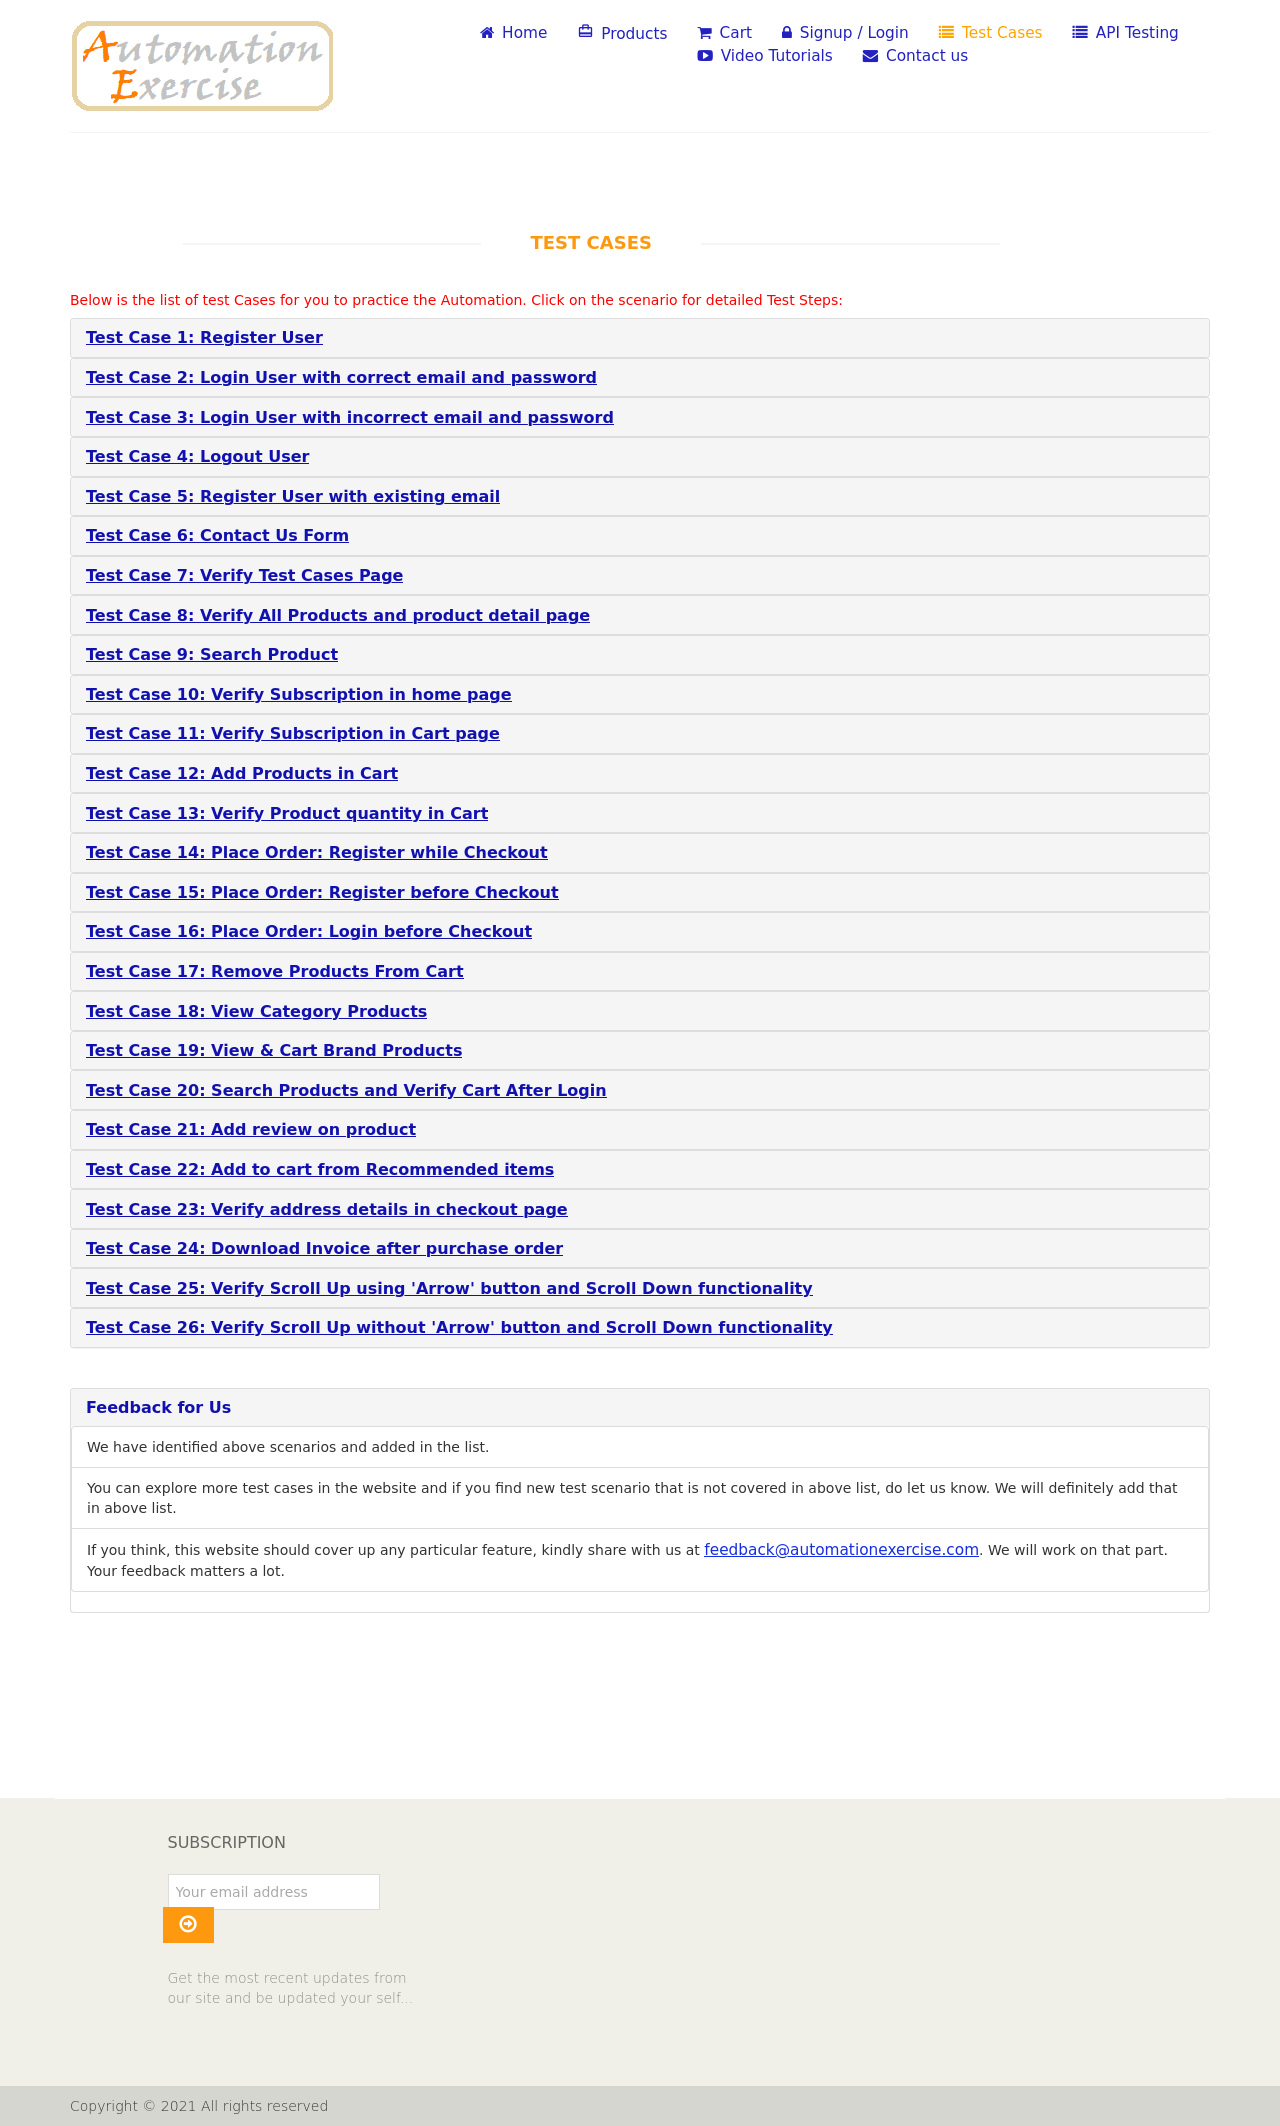 Automation
Exercise
Home Products Cart Signup / Login Test Cases API Testing
Video Tutorials Contact us
TEST CASES
Below is the list of test Cases for you to practice the Automation. Click on the scenario for detailed Test Steps:
Test Case 1: Register User
Test Case 2: Login User with correct email and password
Test Case 3: Login User with incorrect email and password
Test Case 4: Logout User
Test Case 5: Register User with existing email
Test Case 6: Contact Us Form
Test Case 7: Verify Test Cases Page
Test Case 8: Verify All Products and product detail page
Test Case 9: Search Product
Test Case 10: Verify Subscription in home page
Test Case 11: Verify Subscription in Cart page
Test Case 12: Add Products in Cart
Test Case 13: Verify Product quantity in Cart
Test Case 14: Place Order: Register while Checkout
Test Case 15: Place Order: Register before Checkout
Test Case 16: Place Order: Login before Checkout
Test Case 17: Remove Products From Cart
Test Case 18: View Category Products
Test Case 19: View & Cart Brand Products
Test Case 20: Search Products and Verify Cart After Login
Test Case 21: Add review on product
Test Case 22: Add to cart from Recommended items
Test Case 23: Verify address details in checkout page
Test Case 24: Download Invoice after purchase order
Test Case 25: Verify Scroll Up using 'Arrow' button and Scroll Down functionality
Test Case 26: Verify Scroll Up without 'Arrow' button and Scroll Down functionality
Feedback for Us
We have identified above scenarios and added in the list.
You can explore more test cases in the website and if you find new test scenario that is not covered in above list, do let us know. We will definitely add that
in above list.
If you think, this website should cover up any particular feature, kindly share with us at feedback@automationexercise.com. We will work on that part.
Your feedback matters a lot.
SUBSCRIPTION
Your email address
Get the most recent updates from
our site and be updated your self...
Copyright © 2021 All rights reserved